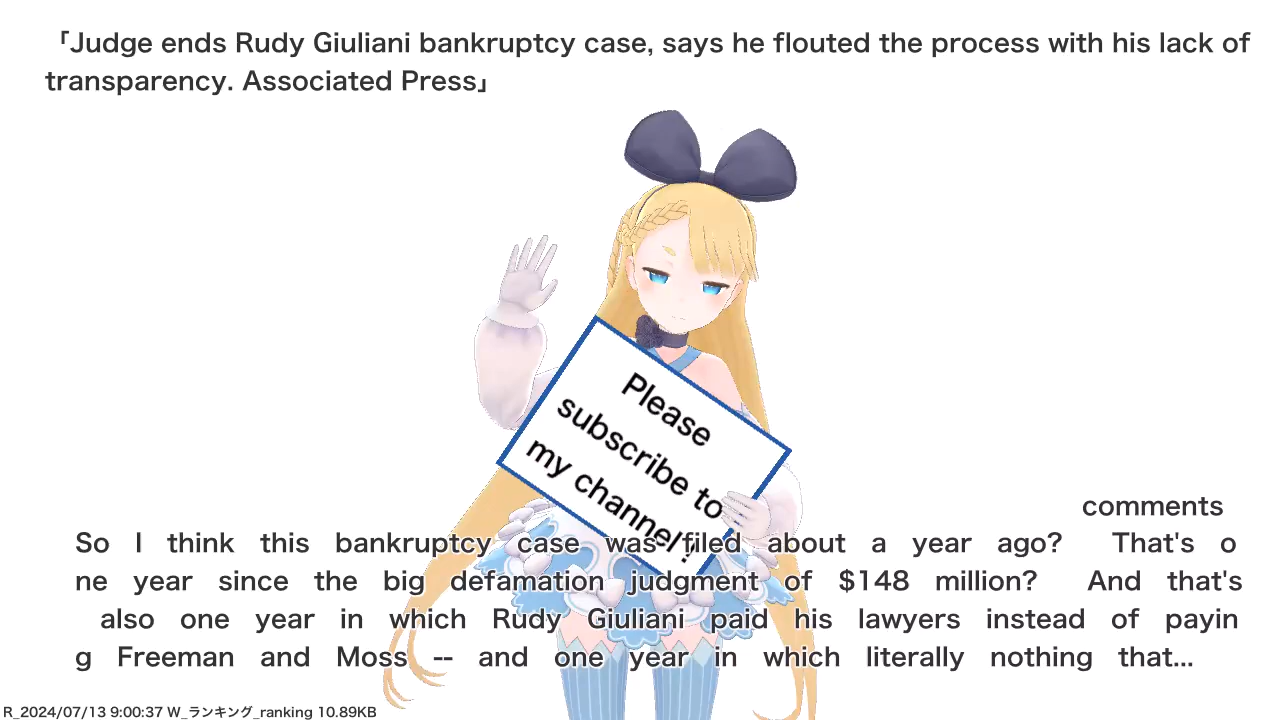 「Judge ends Rudy Giuliani bankruptcy case, says he flouted the process with his lack of
transparency. Associated Press」
Please
subscribe to
my channel!
comments
So I think this bankruptcy case was filed about a year ago? That's o
ne year since the big defamation judgment of $148 million? And that's
also one year in which Rudy Giuliani paid his lawyers instead of payin
g Freeman and Moss -- and one year in which literally nothing that...
R_2024/07/13 9:00:37 W_ランキング_ranking 10.89KB